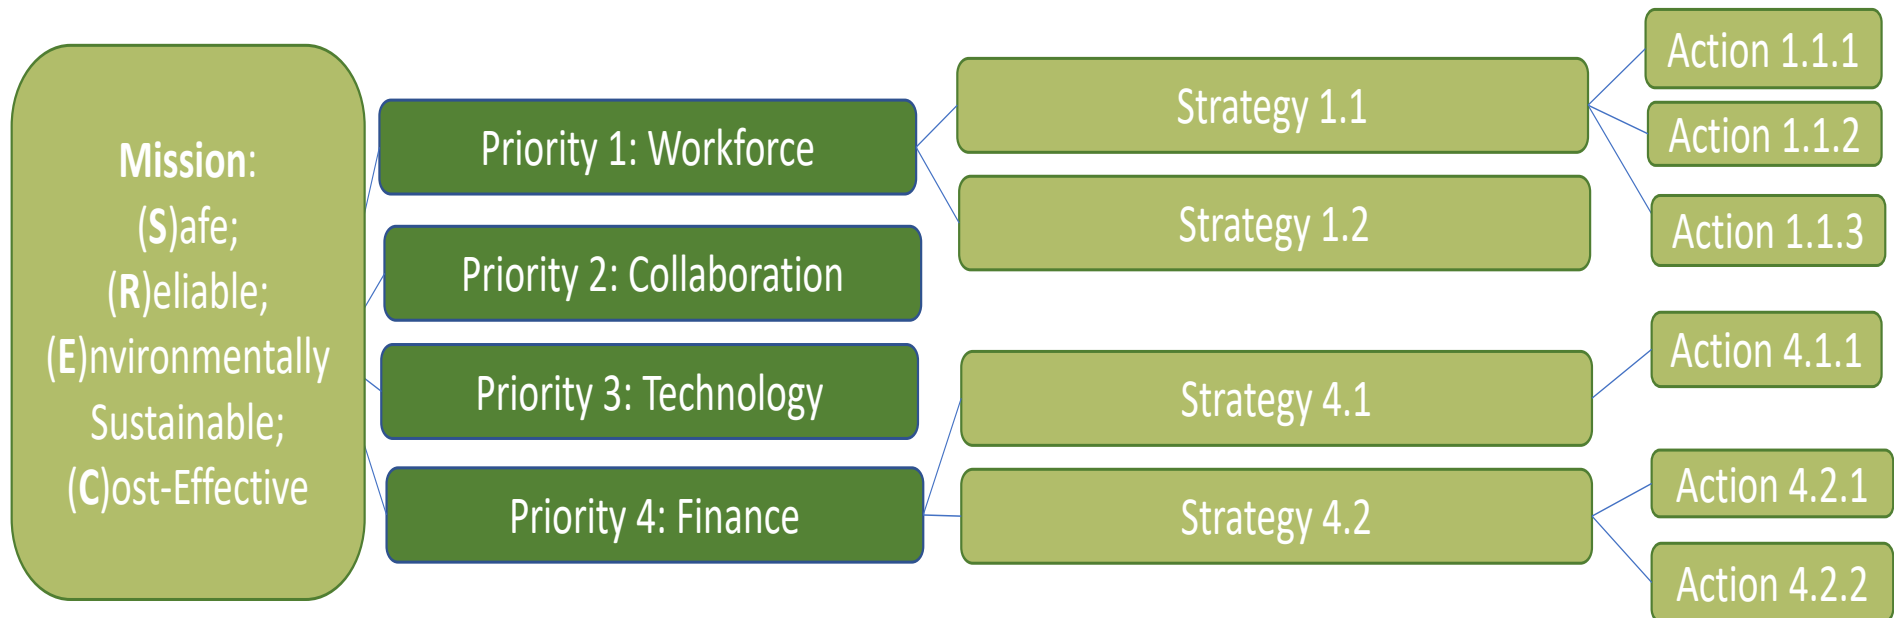 Mission:
(S)afe;
(R)eliable;
(E)nvironmentally
Sustainable;
(C)ost-Effective
Priority 1: Workforce
Priority 2: Collaboration
Priority 3: Technology
Priority 4: Finance
Strategy 1.1
Strategy 1.2
Strategy 4.1
Strategy 4.2
Action 1.1.1
Action 1.1.2
Action 1.1.3
Action 4.1.1
Action 4.2.1
Action 4.2.2